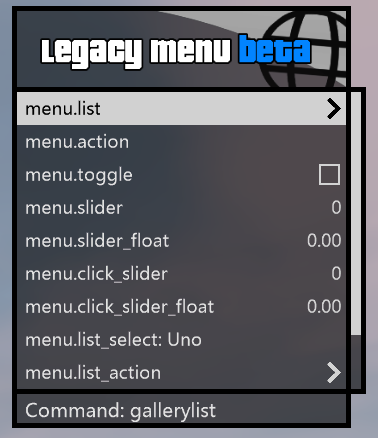 Legacy Menu beta
menu.list
menu.action
menu.toggle
menu.slider 0
menu.slider_float 0.00
menu.click_slider 0
menu.click_slider_float 0.00
menu.list_select: Uno
menu.list_action
Command: gallerylist